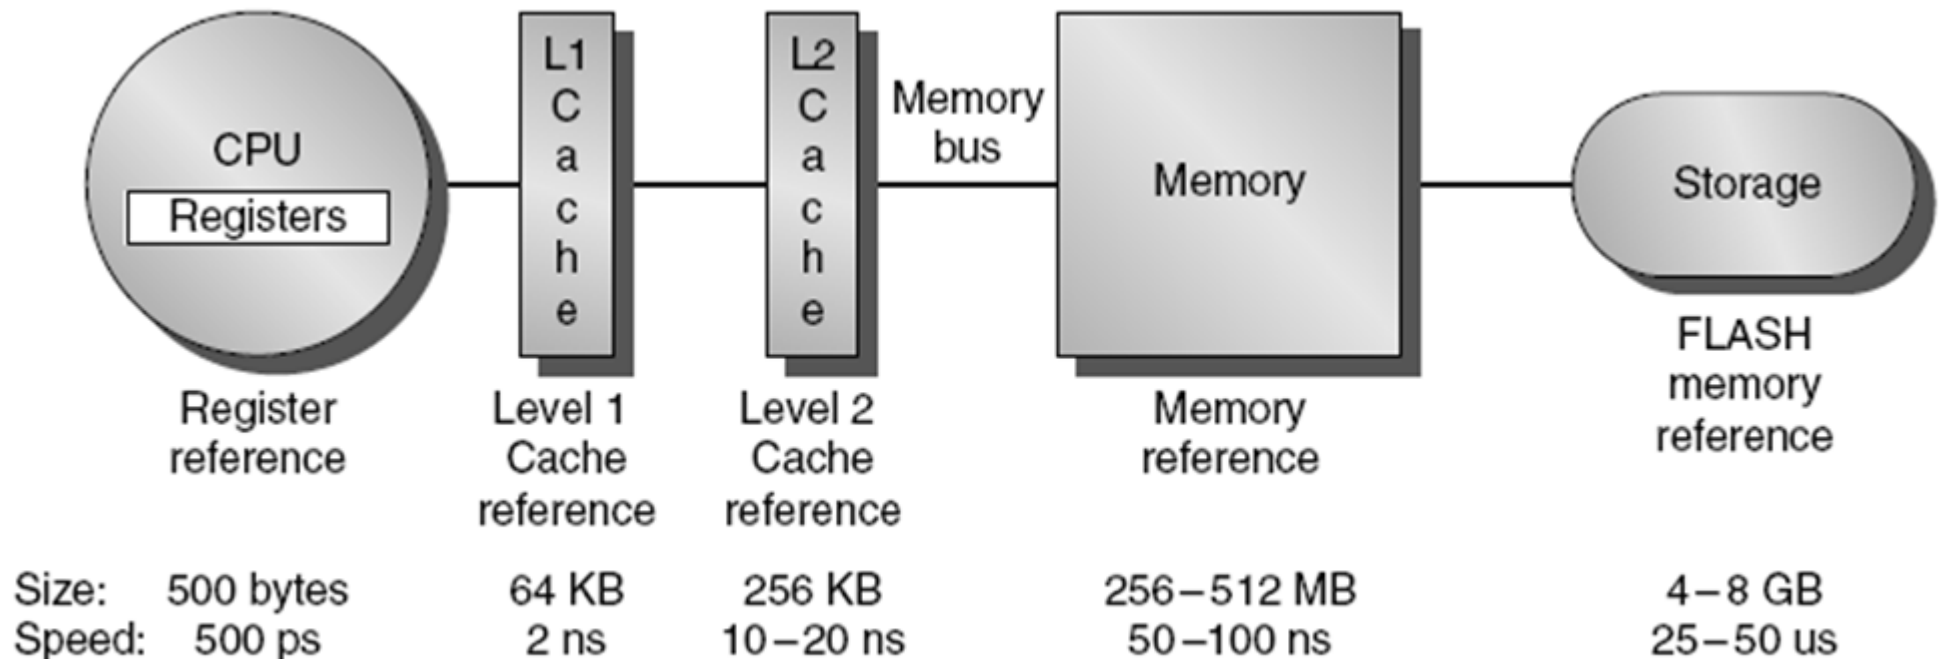 CPU
Registers
L1
C
a
c
h
e
L2
C
a
c
h
e
Memory
bus
Memory
Storage
Register
reference
Level 1
Cache
reference
Level 2
Cache
reference
Memory
reference
FLASH
memory
reference
Size: 500 bytes 64 KB 256 KB 256–512 MB 4–8 GB
Speed: 500 ps 2 ns 10–20 ns 50–100 ns 25–50 us